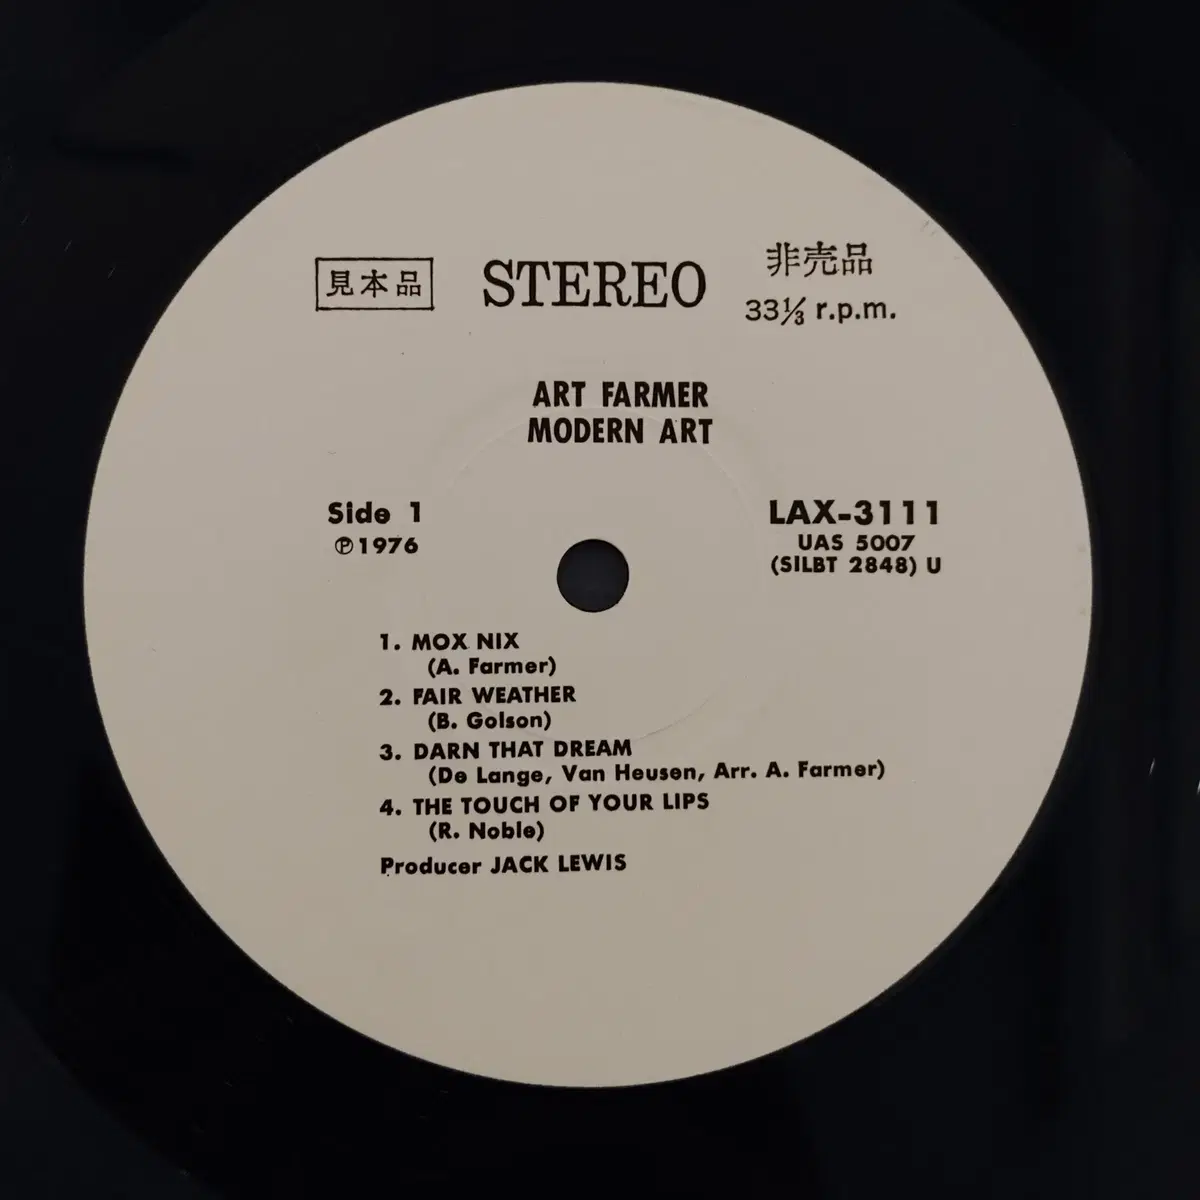 見本品 STEREO 非売品
33⅓ r.p.m.
ART FARMER
MODERN ART
Side 1 LAX-3111
℗1976 UAS 5007
(SILBT 2848) U
1. MOX NIX
(A. Farmer)
2. FAIR WEATHER
(B. Golson)
3. DARN THAT DREAM
(De Lange, Van Heusen, Arr. A. Farmer)
4. THE TOUCH OF YOUR LIPS
(R. Noble)
Producer JACK LEWIS